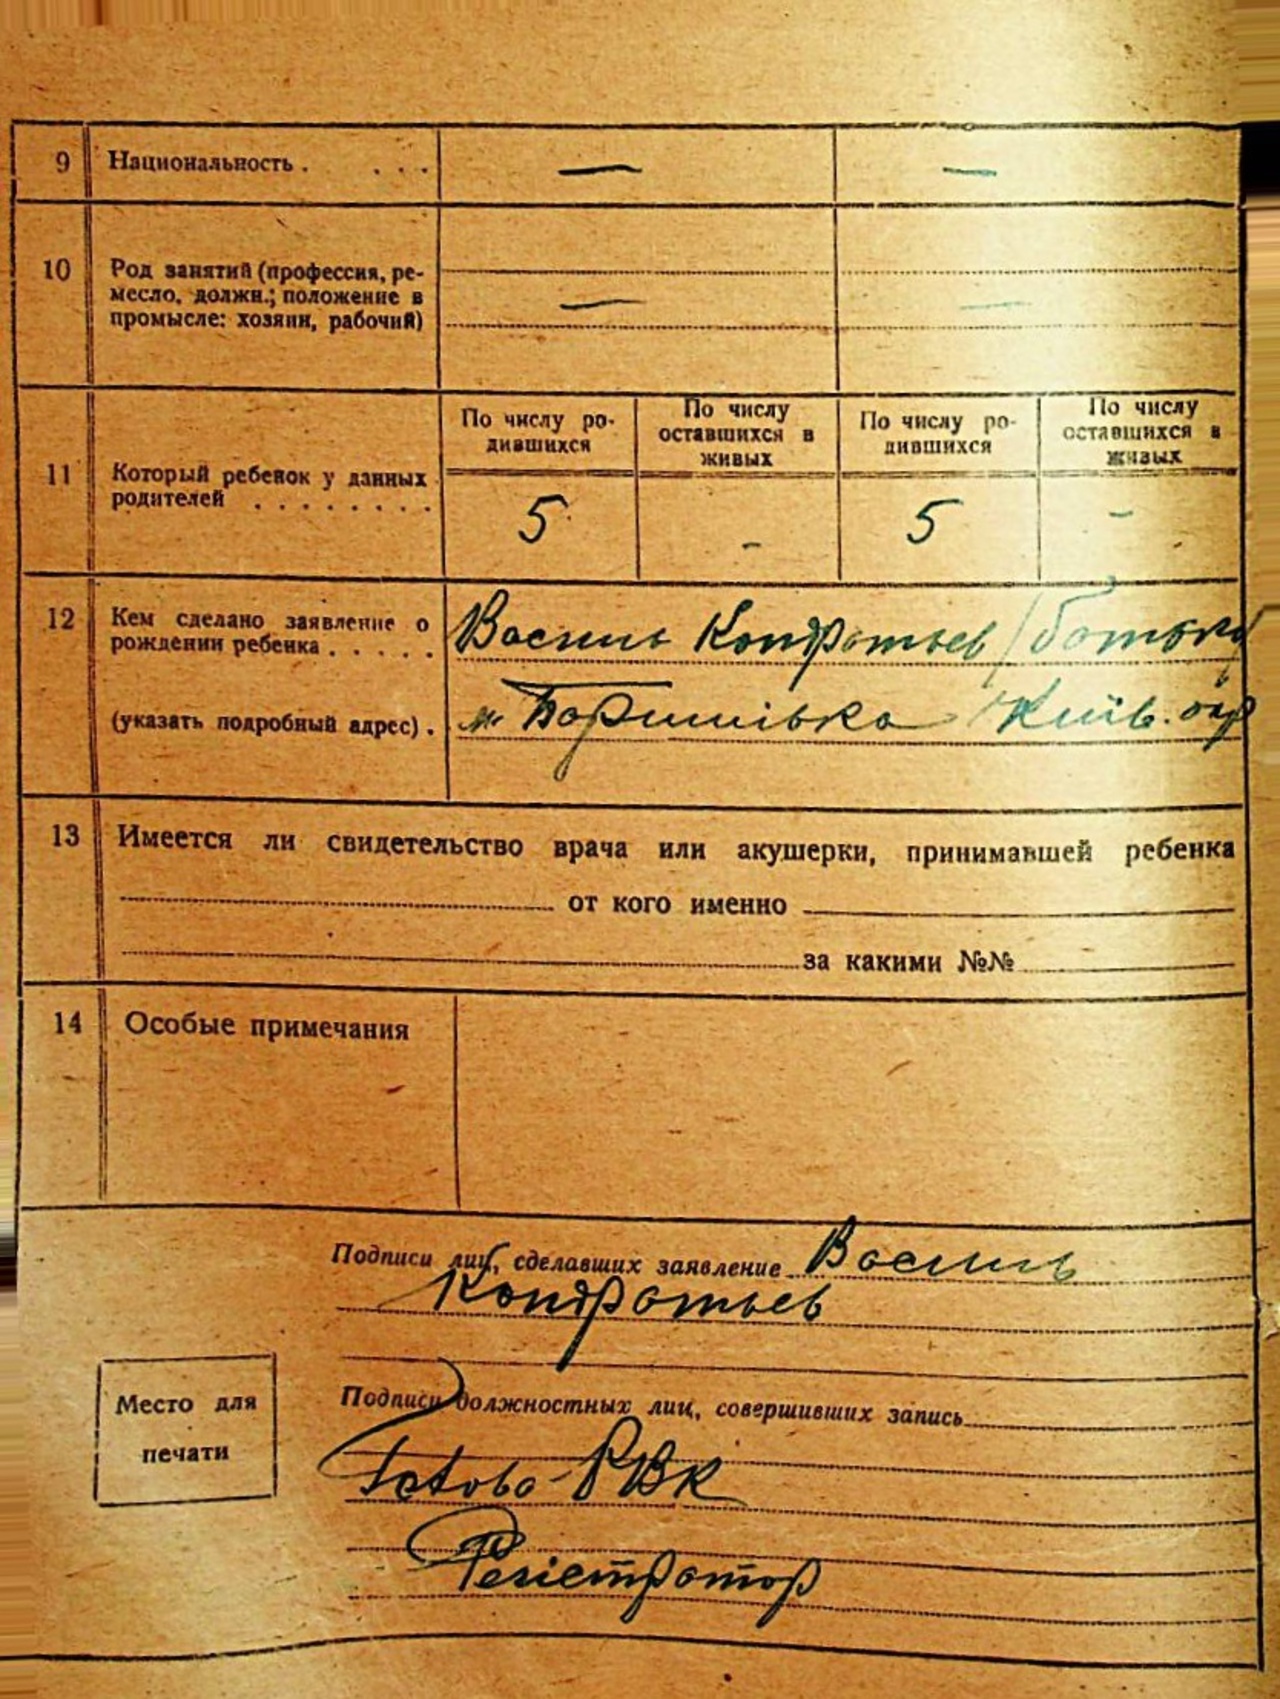 9 Национальность . . . . — —
10 Род занятий (профессия, ре-
месло, должн.; положение в — —
промысле: хозяин, рабочий)
По числу ро- По числу По числу ро- По числу
дившихся оставшихся в дившихся оставшихся в
живых живых
11 Который ребенок у данных
родителей . . . . . . . . 5 - 5 -
12 Кем сделано заявление о
рождении ребенка . . . . . Василь Кондратьев / батько
(указать подробный адрес) . м. Баришівка Київ. окр
13 Имеется ли свидетельство врача или акушерки, принимавшей ребенка
от кого именно
за какими №№
14 Особые примечания
Подписи лиц, сделавших заявление Василь
Кондратьев
Место для
печати
Подписи должностных лиц, совершивших запись
Голова РВК
Регістратор